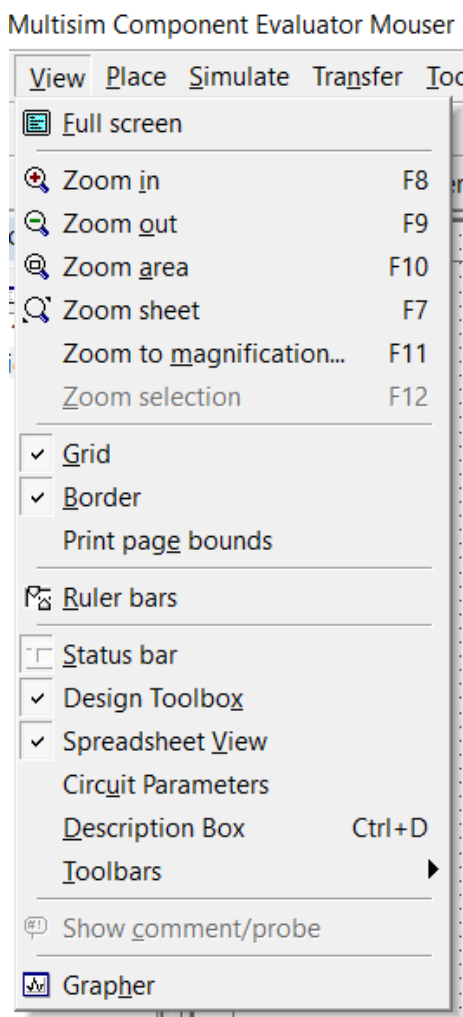 Multisim Component Evaluator Mouser
View Place Simulate Transfer
Full screen
Zoom in F8
Zoom out F9
Zoom area F10
Zoom sheet F7
Zoom to magnification... F11
Zoom selection F12
Grid
Border
Print page bounds
Ruler bars
Status bar
Design Toolbox
Spreadsheet View
Circuit Parameters
Description Box Ctrl+D
Toolbars
Show comment/probe
Grapher